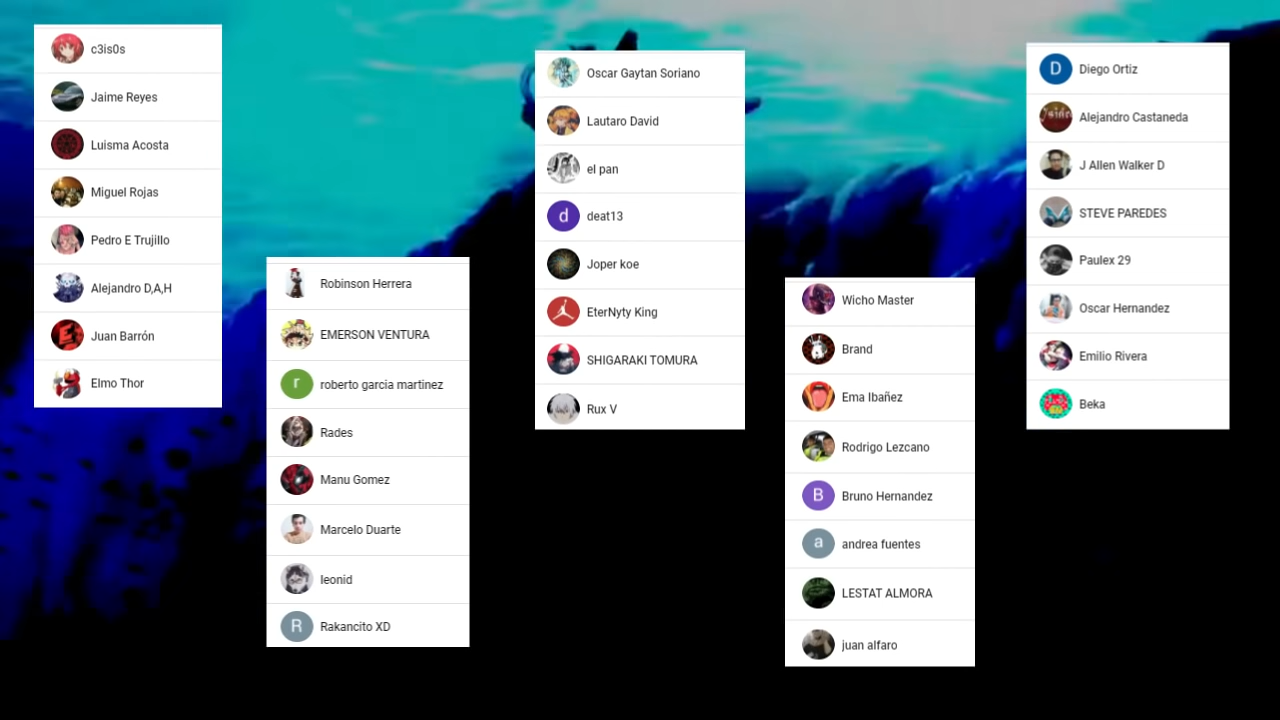 c3is0s
Jaime Reyes
Luisma Acosta
Miguel Rojas
Pedro E Trujillo
Alejandro D,A,H
Juan Barrón
Elmo Thor
Robinson Herrera
EMERSON VENTURA
r
roberto garcia martinez
Rades
Manu Gomez
Marcelo Duarte
leonid
R
Rakancito XD
Oscar Gaytan Soriano
Lautaro David
el pan
d
deat13
Joper koe
EterNyty King
SHIGARAKI TOMURA
Rux V
Wicho Master
Brand
Ema Ibañez
Rodrigo Lezcano
B
Bruno Hernandez
a
andrea fuentes
LESTAT ALMORA
juan alfaro
D
Diego Ortiz
Alejandro Castaneda
J Allen Walker D
STEVE PAREDES
Paulex 29
Oscar Hernandez
Emilio Rivera
Beka